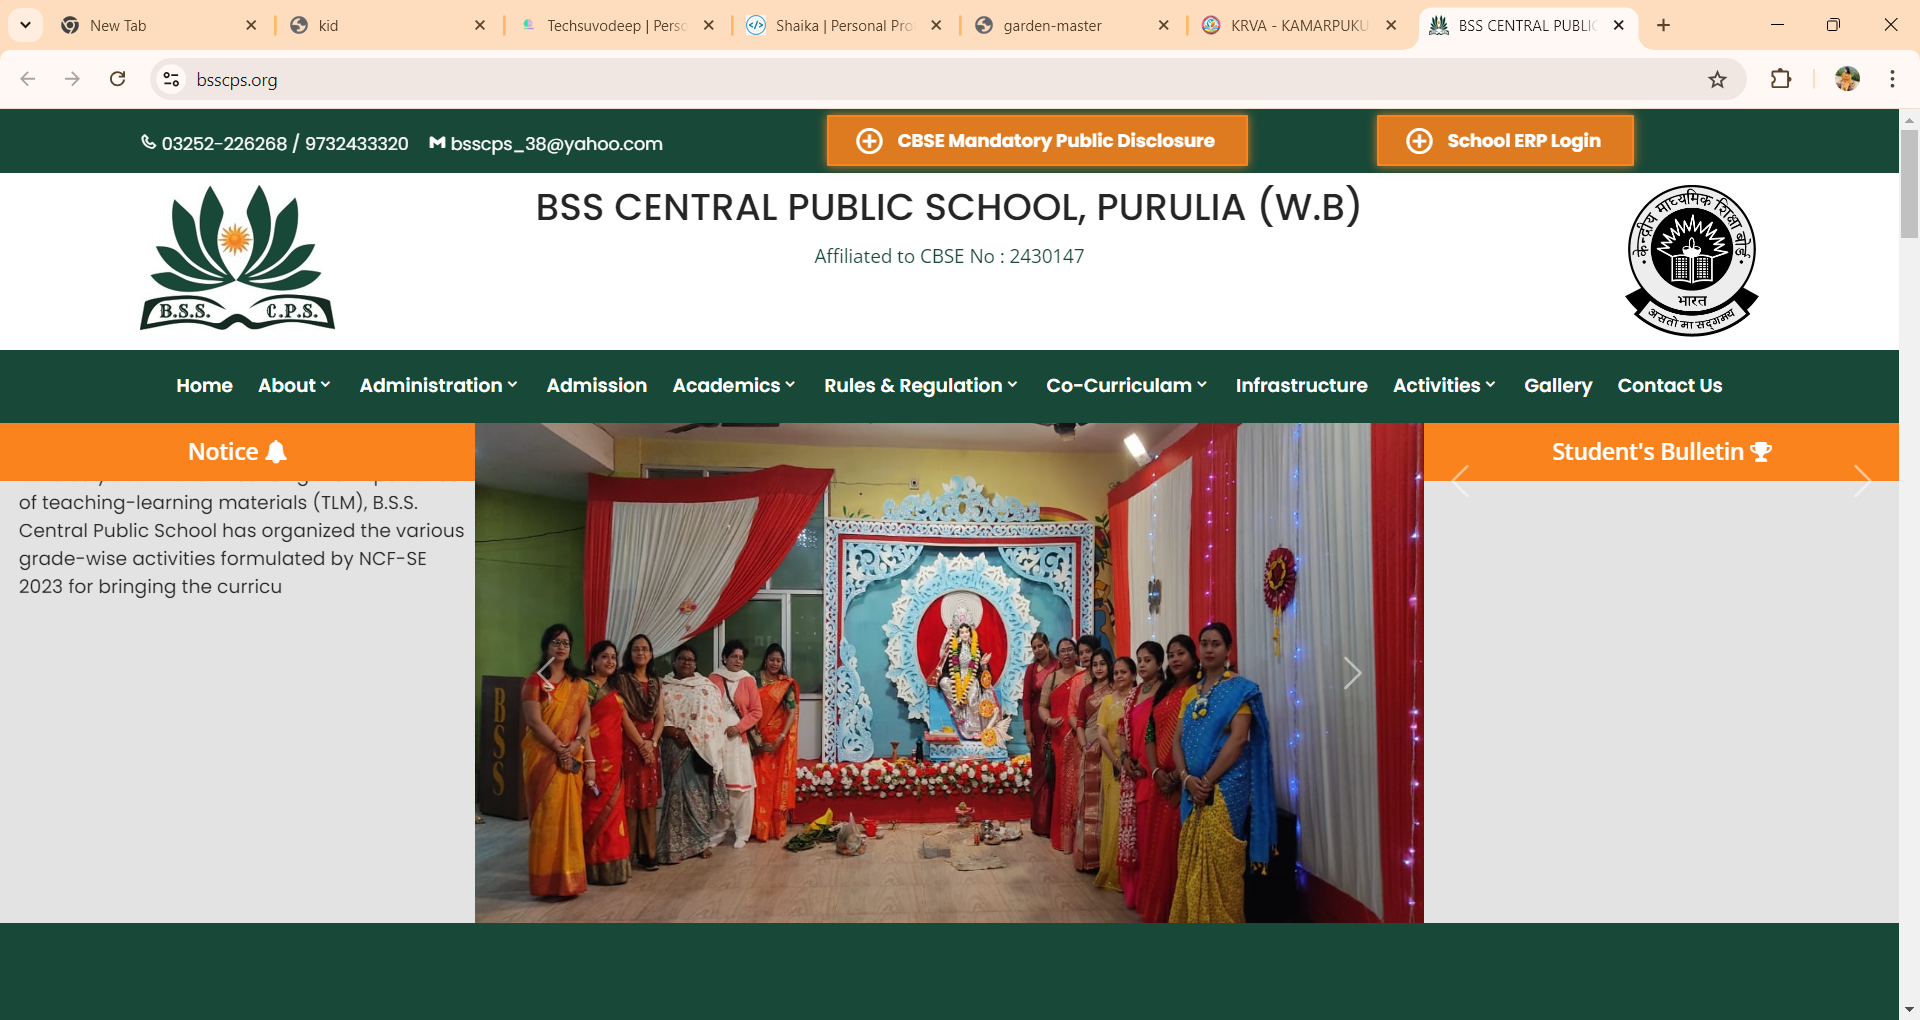 New Tab
kid
Techsuvodeep | Perso
Shaika | Personal Pro
garden-master
KRVA - KAMARPUKU
BSS CENTRAL PUBLIC
bsscps.org
03252-226268 / 9732433320
bsscps_38@yahoo.com
CBSE Mandatory Public Disclosure
School ERP Login
B.S.S. C.P.S.
BSS CENTRAL PUBLIC SCHOOL, PURULIA (W.B)
Affiliated to CBSE No : 2430147
केन्द्रीय माध्यमिक शिक्षा बोर्ड
भारत
असतो मा सद्गमय
Home
About
Administration
Admission
Academics
Rules & Regulation
Co-Curriculam
Infrastructure
Activities
Gallery
Contact Us
Notice
of teaching-learning materials (TLM), B.S.S.
Central Public School has organized the various
grade-wise activities formulated by NCF-SE
2023 for bringing the curricu
BSS
Student's Bulletin